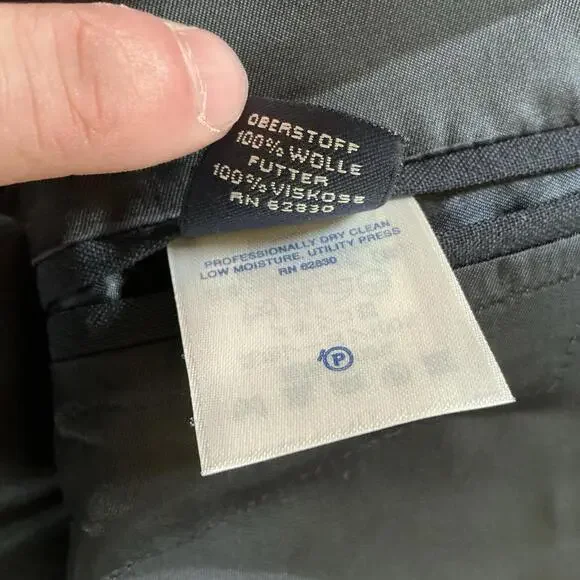 OBERSTOFF
100% WOLLE
FUTTER
100% VISKOSE
RN 62830
PROFESSIONALLY DRY CLEAN
LOW MOISTURE, UTILITY PRESS
RN 62830
P